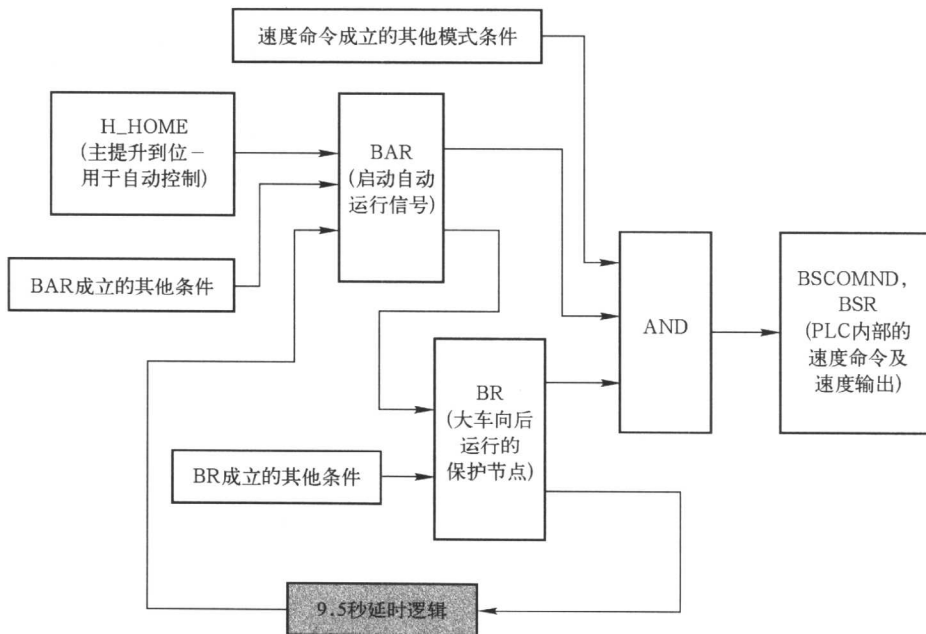 速度命令成立的其他模式条件
H_HOME
(主提升到位－
用于自动控制)
BAR
(启动自动
运行信号)
BAR成立的其他条件
AND
BSCOMND,
BSR
(PLC内部的
速度命令及
速度输出)
BR
(大车向后
运行的
保护节点)
BR成立的其他条件
9.5秒延时逻辑